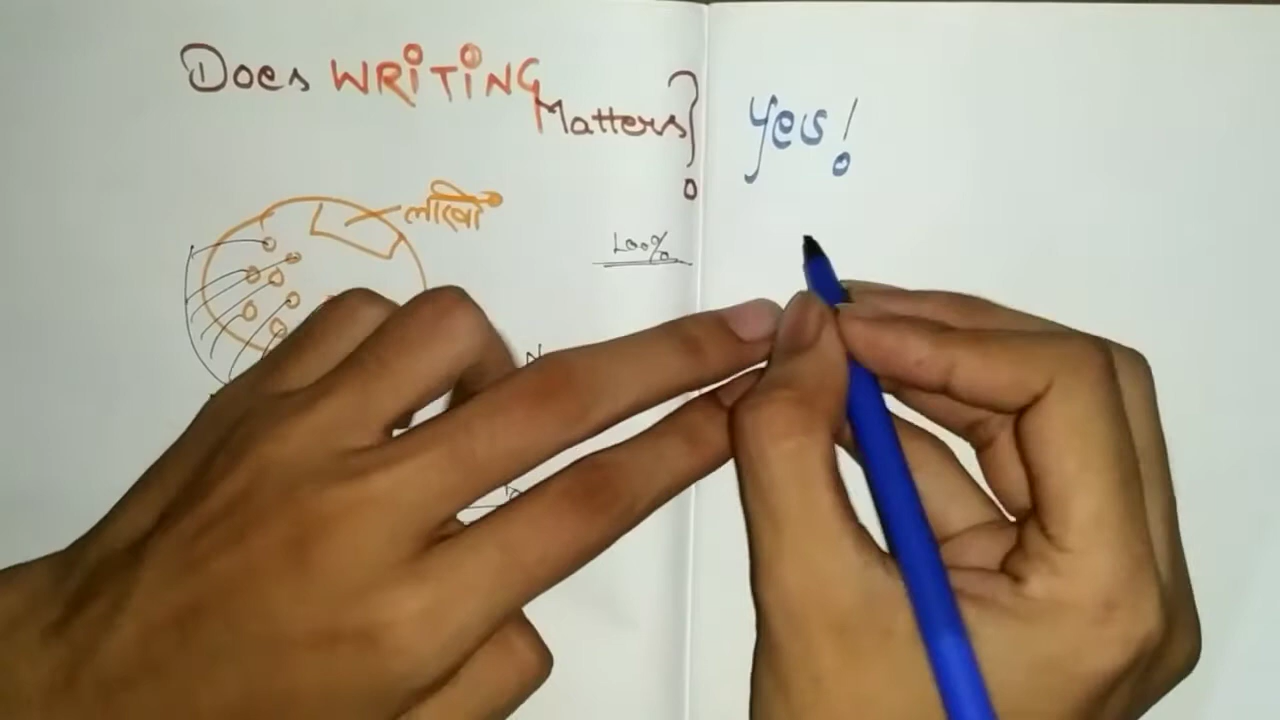 Does WRiTiNG
Matters?
Yes!
लाखों
100%